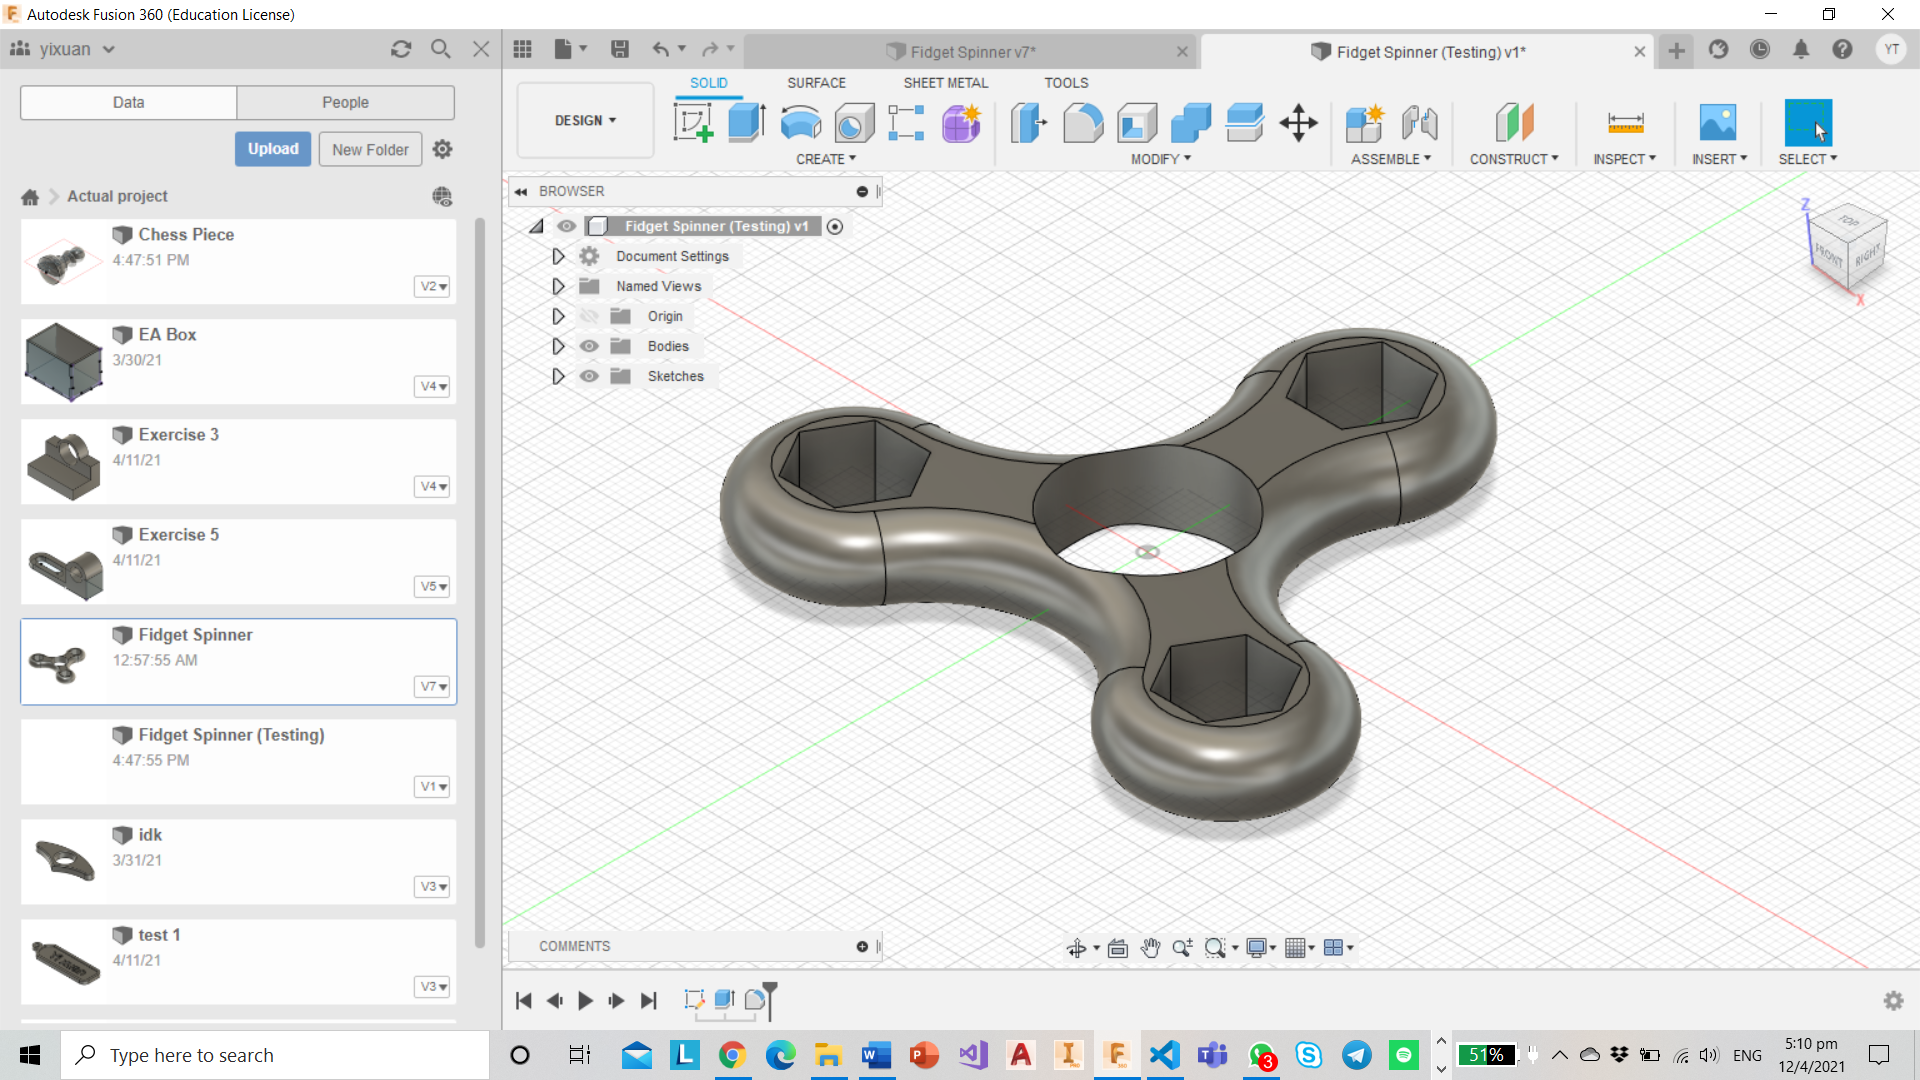 Autodesk Fusion 360 (Education License)
yixuan
Fidget Spinner v7*
Fidget Spinner (Testing) v1*
YT
Data
People
Upload
New Folder
Actual project
Chess Piece
4:47:51 PM
V2
EA Box
3/30/21
V4
Exercise 3
4/11/21
V4
Exercise 5
4/11/21
V5
Fidget Spinner
12:57:55 AM
V7
Fidget Spinner (Testing)
4:47:55 PM
V1
idk
3/31/21
V3
test 1
4/11/21
V3
DESIGN
SOLID
SURFACE
SHEET METAL
TOOLS
CREATE
MODIFY
ASSEMBLE
CONSTRUCT
INSPECT
INSERT
SELECT
BROWSER
Fidget Spinner (Testing) v1
Document Settings
Named Views
Origin
Bodies
Sketches
Z
TOP
FRONT
RIGHT
X
COMMENTS
Type here to search
3
51%
ENG
5:10 pm
12/4/2021